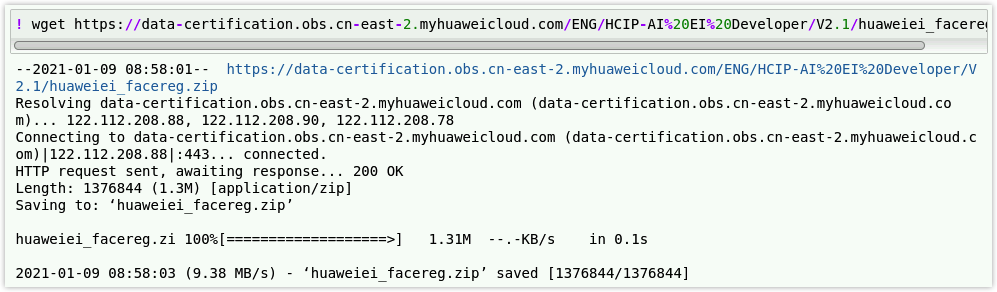 ! wget https://data-certification.obs.cn-east-2.myhuaweicloud.com/ENG/HCIP-AI%20EI%20Developer/V2.1/huaweiei_facereg
--2021-01-09 08:58:01--  https://data-certification.obs.cn-east-2.myhuaweicloud.com/ENG/HCIP-AI%20EI%20Developer/V
2.1/huaweiei_facereg.zip
Resolving data-certification.obs.cn-east-2.myhuaweicloud.com (data-certification.obs.cn-east-2.myhuaweicloud.co
m)... 122.112.208.88, 122.112.208.90, 122.112.208.78
Connecting to data-certification.obs.cn-east-2.myhuaweicloud.com (data-certification.obs.cn-east-2.myhuaweicloud.c
om)|122.112.208.88|:443... connected.
HTTP request sent, awaiting response... 200 OK
Length: 1376844 (1.3M) [application/zip]
Saving to: ‘huaweiei_facereg.zip’
huaweiei_facereg.zi 100%[===================>]   1.31M  --.-KB/s    in 0.1s
2021-01-09 08:58:03 (9.38 MB/s) - ‘huaweiei_facereg.zip’ saved [1376844/1376844]